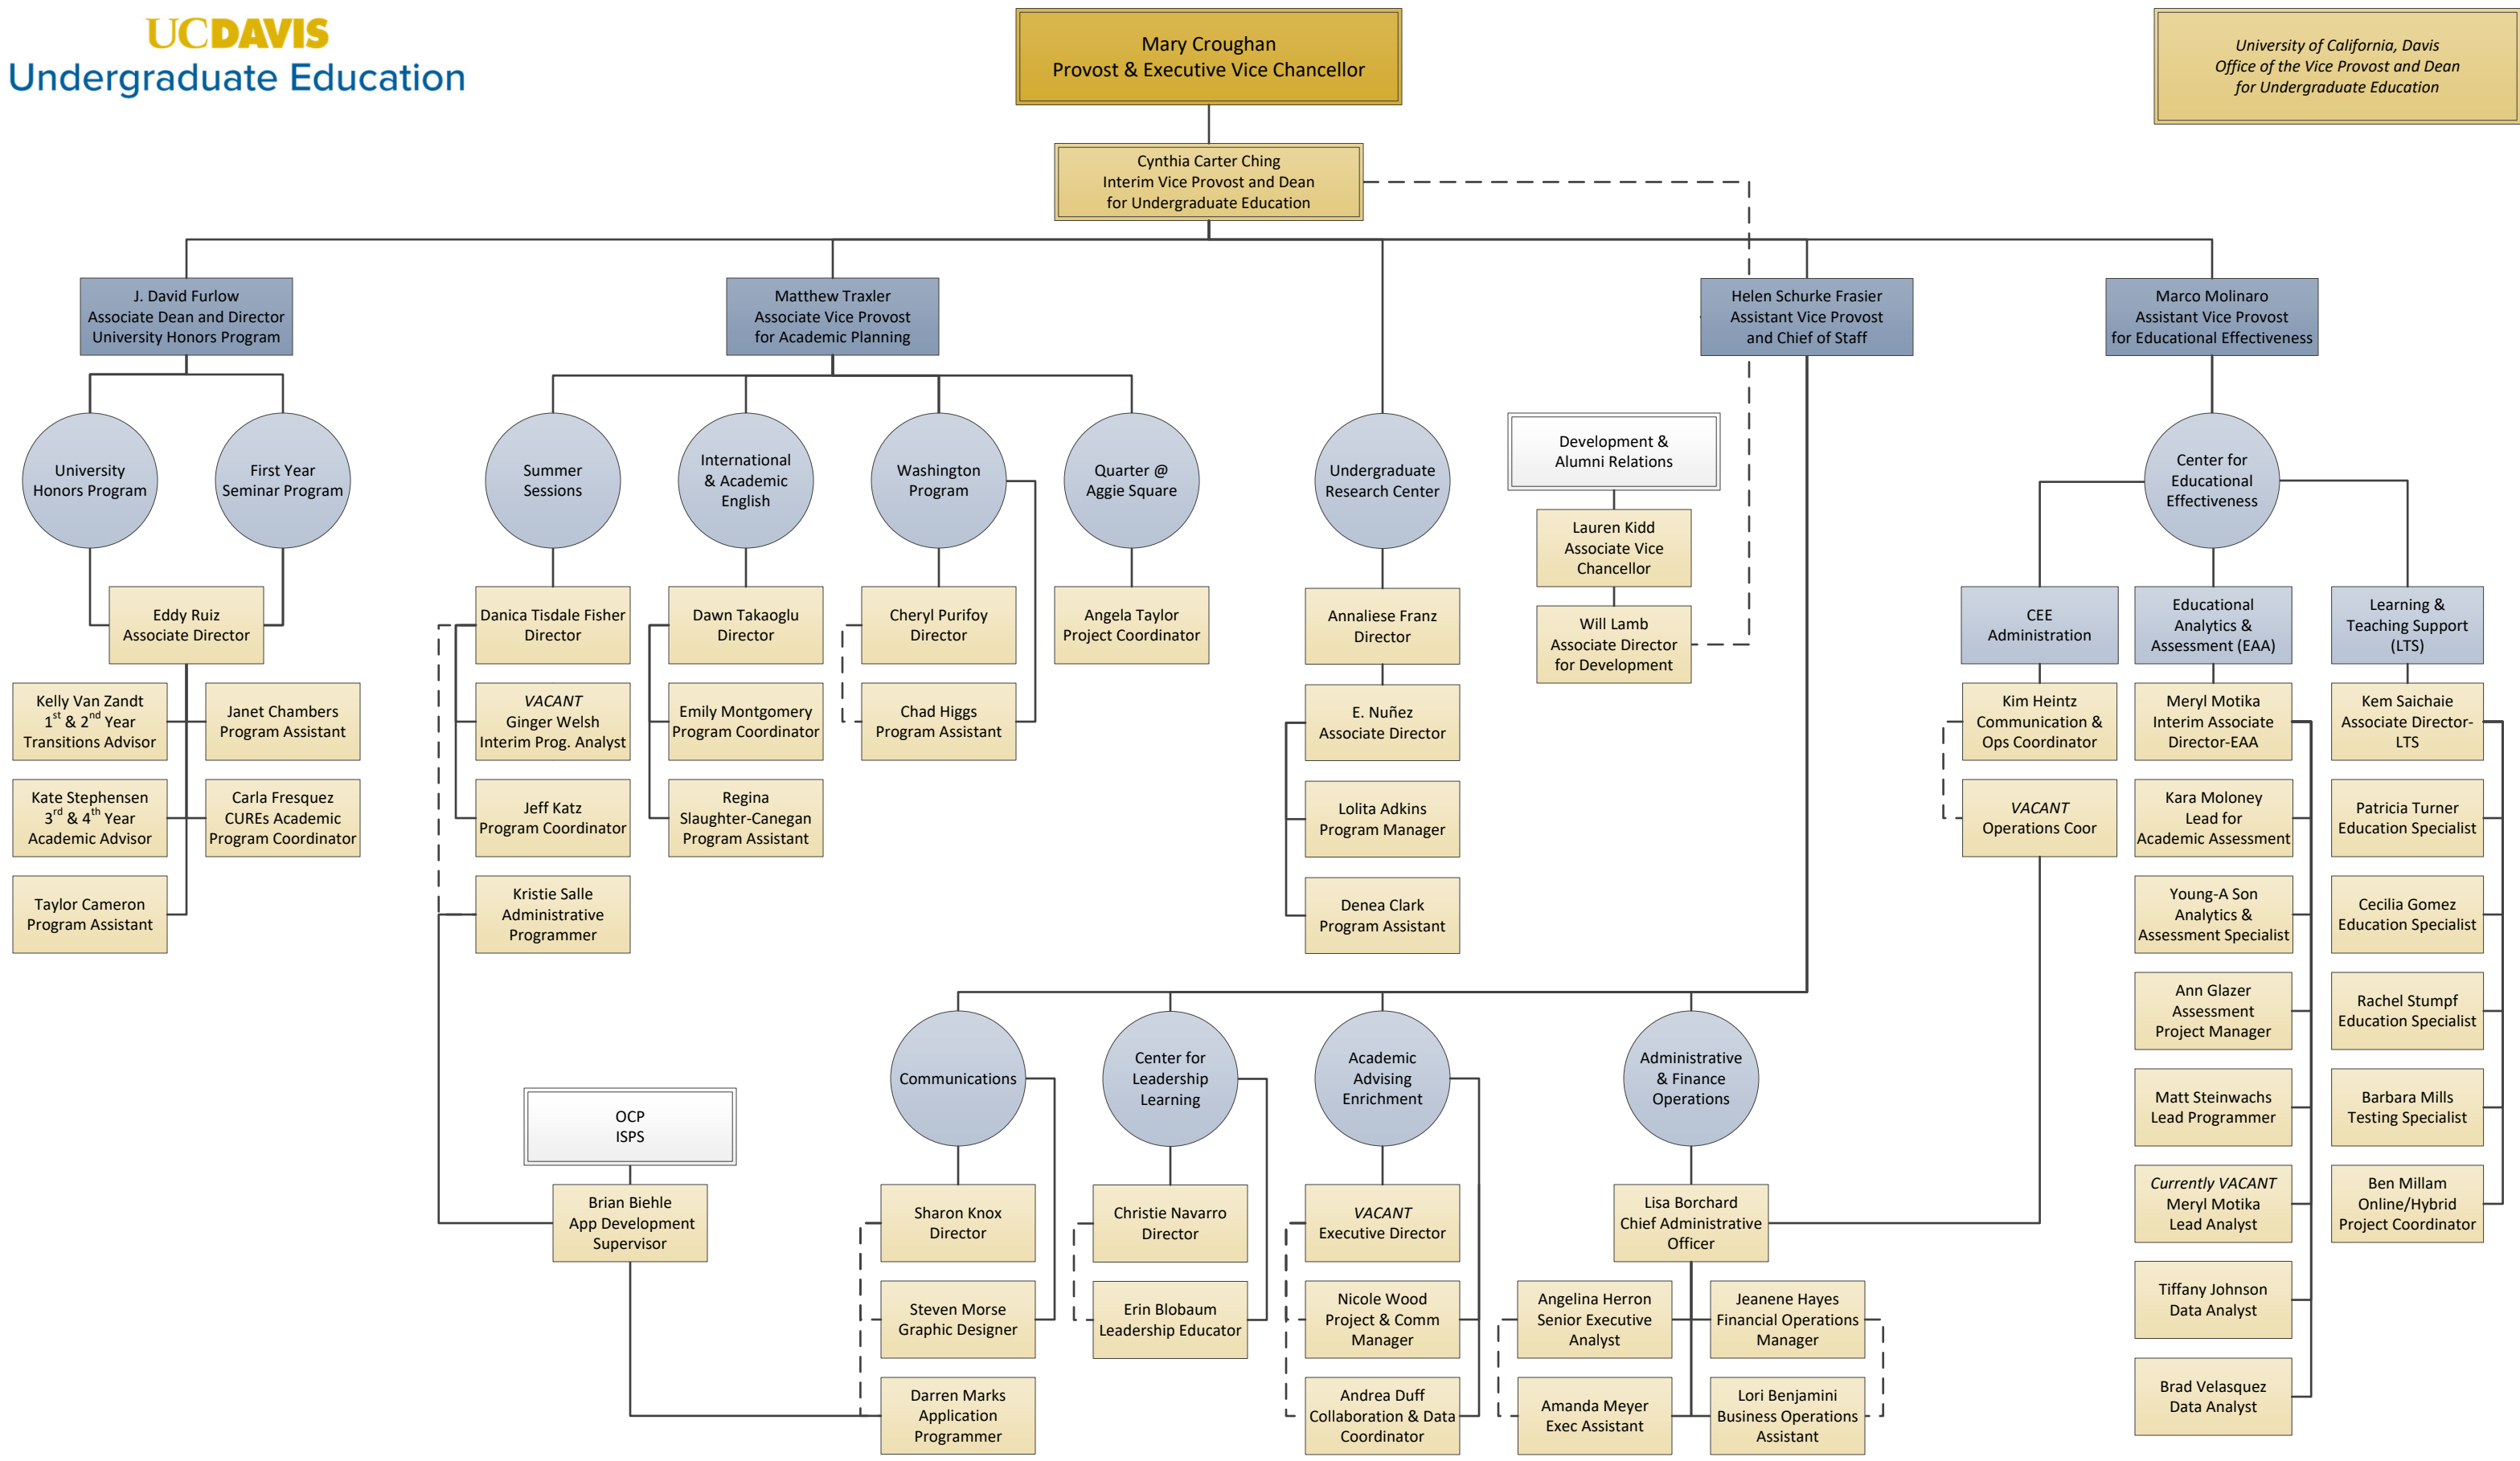 UCDAVIS
Undergraduate Education
Mary Croughan
Provost & Executive Vice Chancellor
University of California, Davis
Office of the Vice Provost and Dean
for Undergraduate Education
Cynthia Carter Ching
Interim Vice Provost and Dean
for Undergraduate Education
J. David Furlow
Associate Dean and Director
University Honors Program
Matthew Traxler
Associate Vice Provost
for Academic Planning
Helen Schurke Frasier
Assistant Vice Provost
and Chief of Staff
Marco Molinaro
Assistant Vice Provost
for Educational Effectiveness
University
Honors Program
First Year
Seminar Program
Summer
Sessions
International
& Academic
English
Washington
Program
Quarter @
Aggie Square
Undergraduate
Research Center
Development &
Alumni Relations
Center for
Educational
Effectiveness
Lauren Kidd
Associate Vice
Chancellor
Will Lamb
Associate Director
for Development
Eddy Ruiz
Associate Director
Kelly Van Zandt
1st & 2nd Year
Transitions Advisor
Janet Chambers
Program Assistant
Kate Stephensen
3rd & 4th Year
Academic Advisor
Carla Fresquez
CUREs Academic
Program Coordinator
Taylor Cameron
Program Assistant
Danica Tisdale Fisher
Director
VACANT
Ginger Welsh
Interim Prog. Analyst
Jeff Katz
Program Coordinator
Kristie Salle
Administrative
Programmer
Dawn Takaoglu
Director
Emily Montgomery
Program Coordinator
Regina
Slaughter-Canegan
Program Assistant
Cheryl Purifoy
Director
Chad Higgs
Program Assistant
Angela Taylor
Project Coordinator
Annaliese Franz
Director
E. Nuñez
Associate Director
Lolita Adkins
Program Manager
Denea Clark
Program Assistant
CEE
Administration
Kim Heintz
Communication &
Ops Coordinator
VACANT
Operations Coor
Educational
Analytics &
Assessment (EAA)
Meryl Motika
Interim Associate
Director-EAA
Kara Moloney
Lead for
Academic Assessment
Young-A Son
Analytics &
Assessment Specialist
Ann Glazer
Assessment
Project Manager
Matt Steinwachs
Lead Programmer
Currently VACANT
Meryl Motika
Lead Analyst
Tiffany Johnson
Data Analyst
Brad Velasquez
Data Analyst
Learning &
Teaching Support
(LTS)
Kem Saichaie
Associate Director-
LTS
Patricia Turner
Education Specialist
Cecilia Gomez
Education Specialist
Rachel Stumpf
Education Specialist
Barbara Mills
Testing Specialist
Ben Millam
Online/Hybrid
Project Coordinator
OCP
ISPS
Brian Biehle
App Development
Supervisor
Communications
Sharon Knox
Director
Steven Morse
Graphic Designer
Darren Marks
Application
Programmer
Center for
Leadership
Learning
Christie Navarro
Director
Erin Blobaum
Leadership Educator
Academic
Advising
Enrichment
VACANT
Executive Director
Nicole Wood
Project & Comm
Manager
Andrea Duff
Collaboration & Data
Coordinator
Administrative
& Finance
Operations
Lisa Borchard
Chief Administrative
Officer
Angelina Herron
Senior Executive
Analyst
Jeanene Hayes
Financial Operations
Manager
Amanda Meyer
Exec Assistant
Lori Benjamini
Business Operations
Assistant